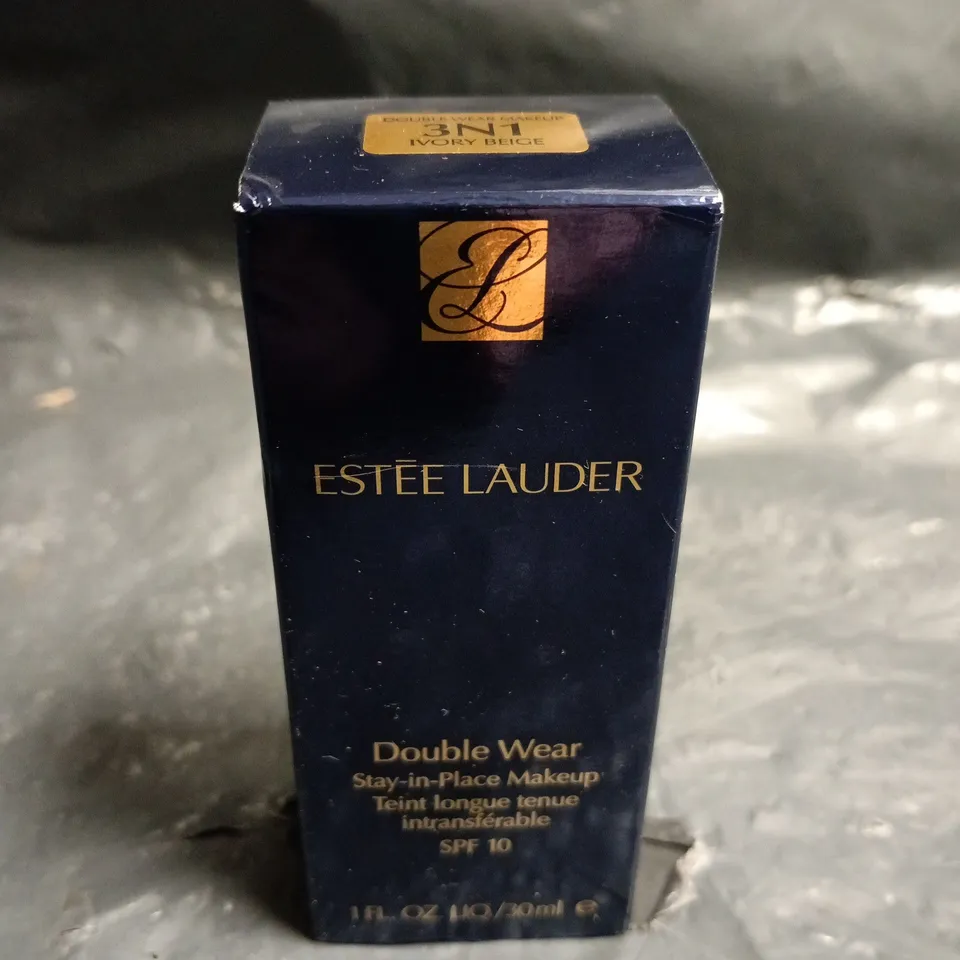 DOUBLE WEAR MAKEUP
3N1
IVORY BEIGE
EL
ESTĒE LAUDER
Double Wear
Stay-in-Place Makeup
Teint longue tenue
intransférable
SPF 10
1 FL. OZ. LIQ./30ml e